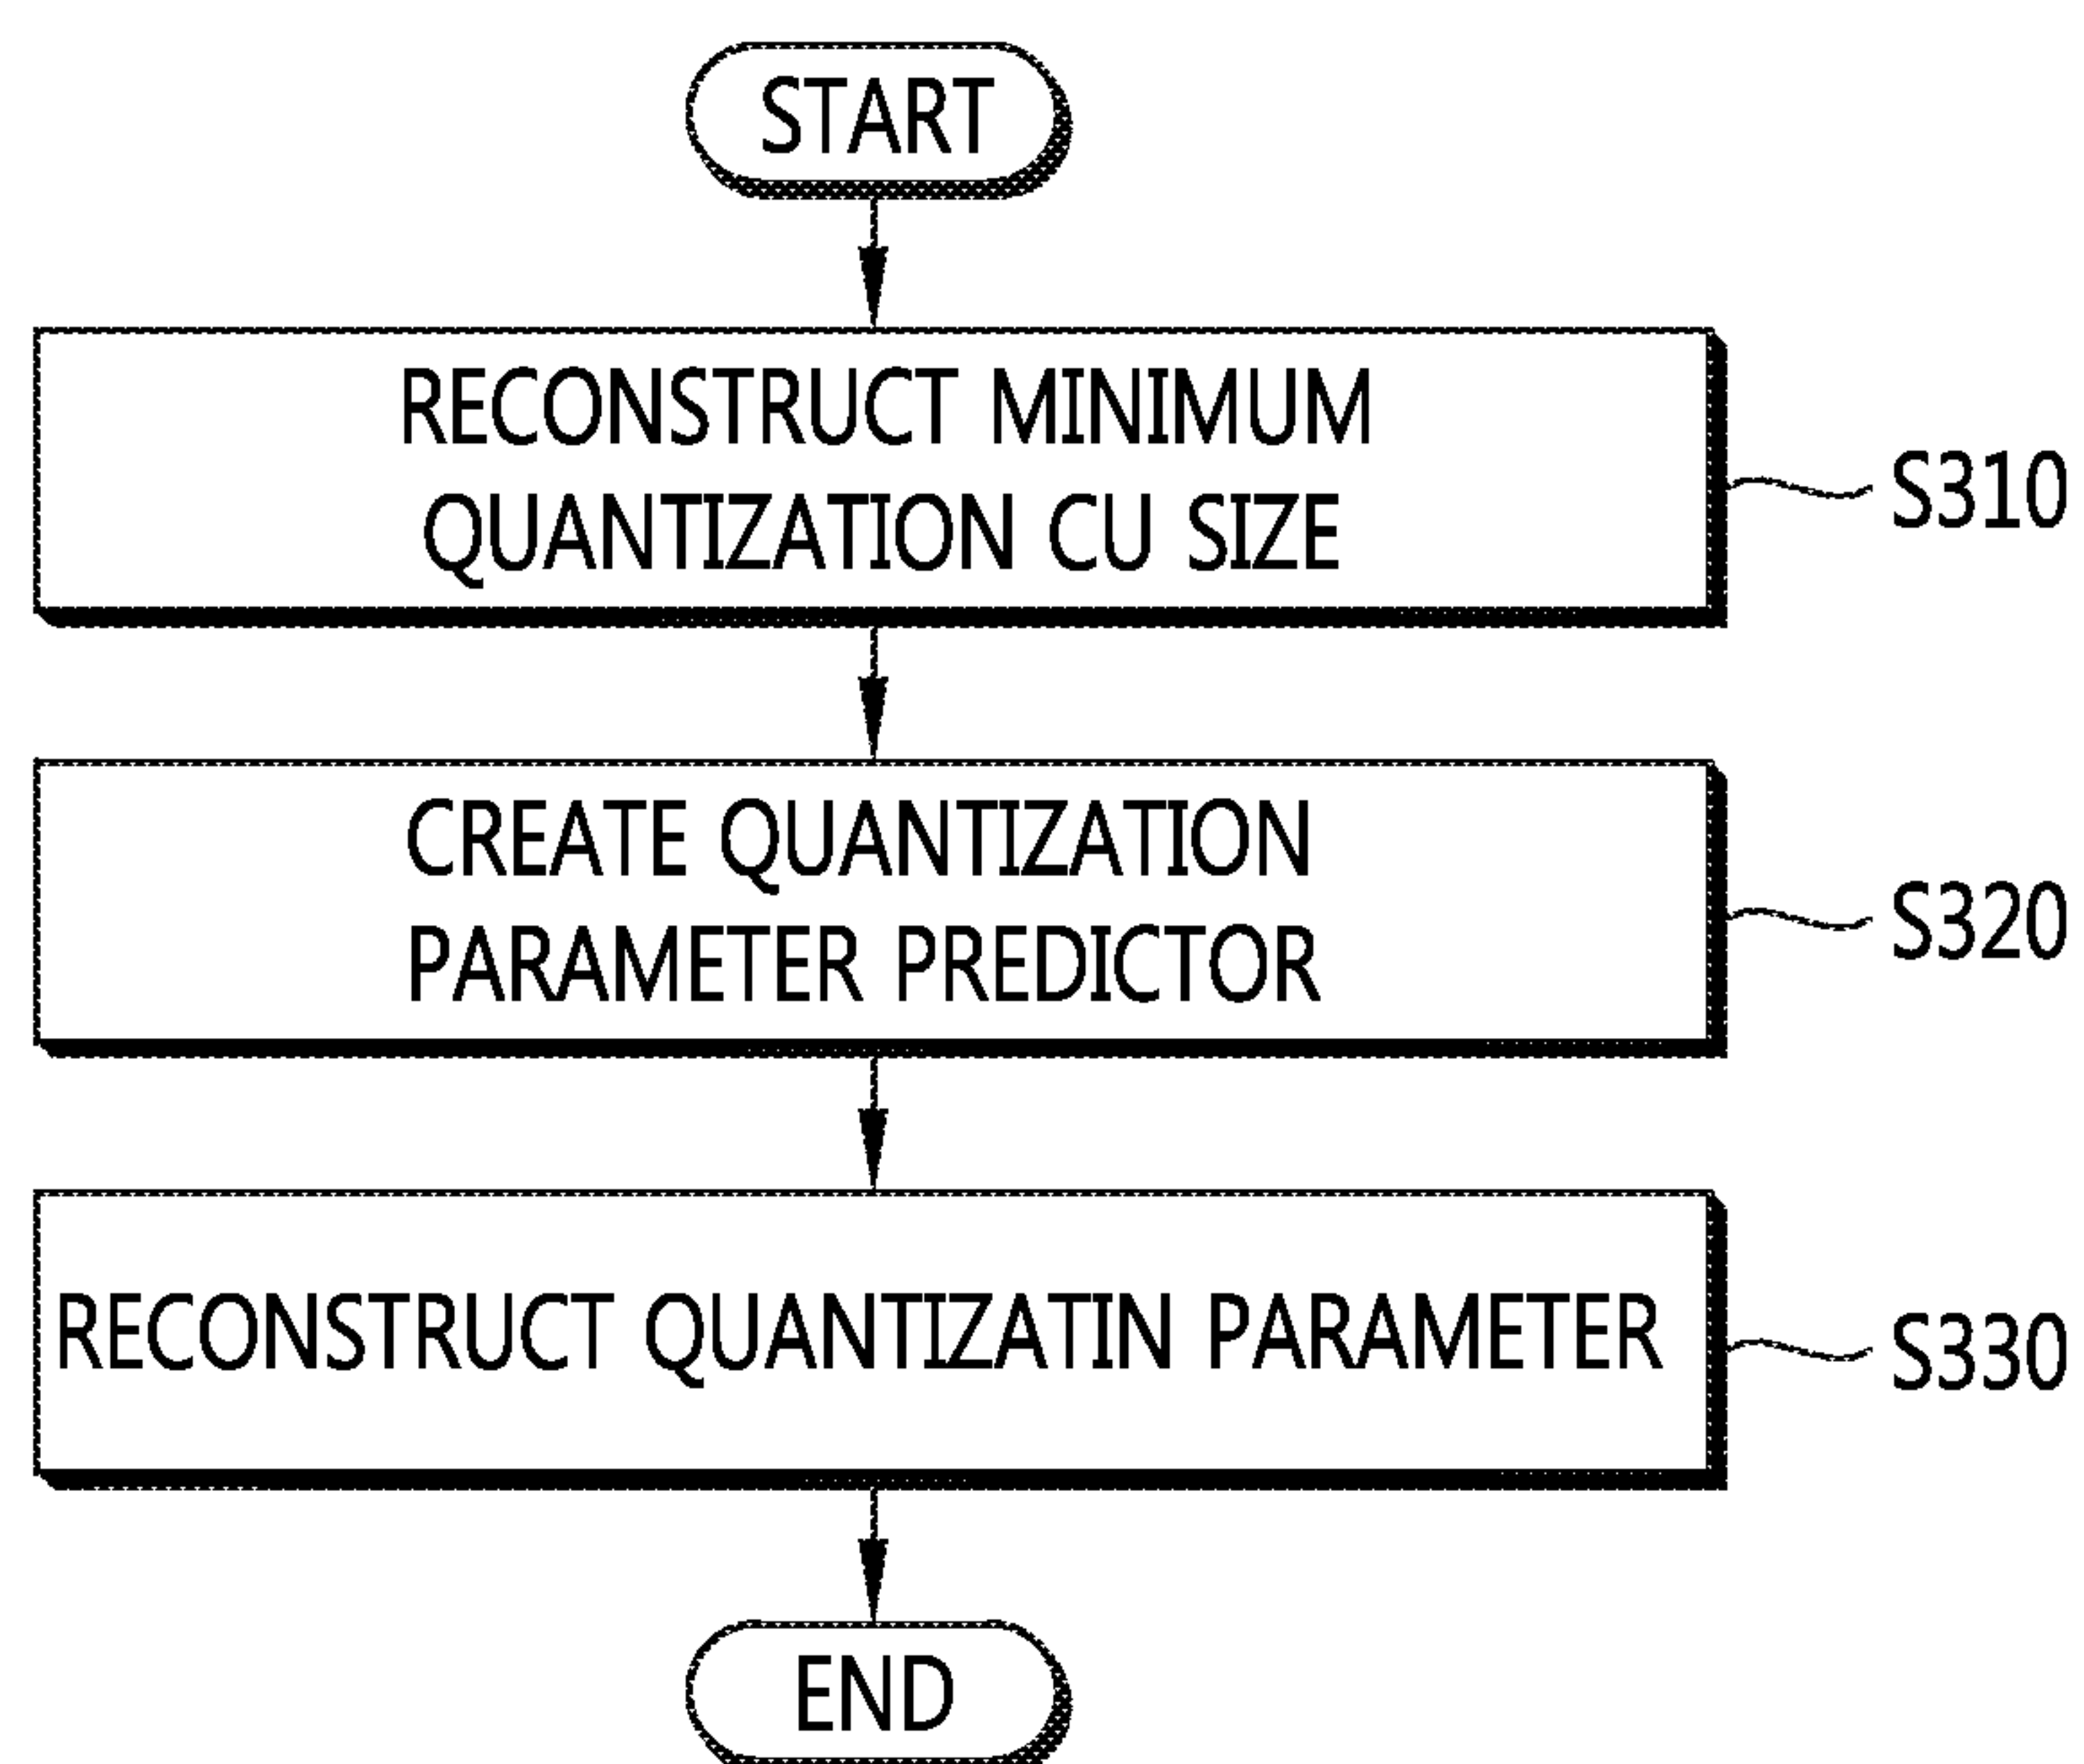 START
RECONSTRUCT MINIMUM
QUANTIZATION CU SIZE
S310
CREATE QUANTIZATION
PARAMETER PREDICTOR
S320
RECONSTRUCT QUANTIZATIN PARAMETER
S330
END